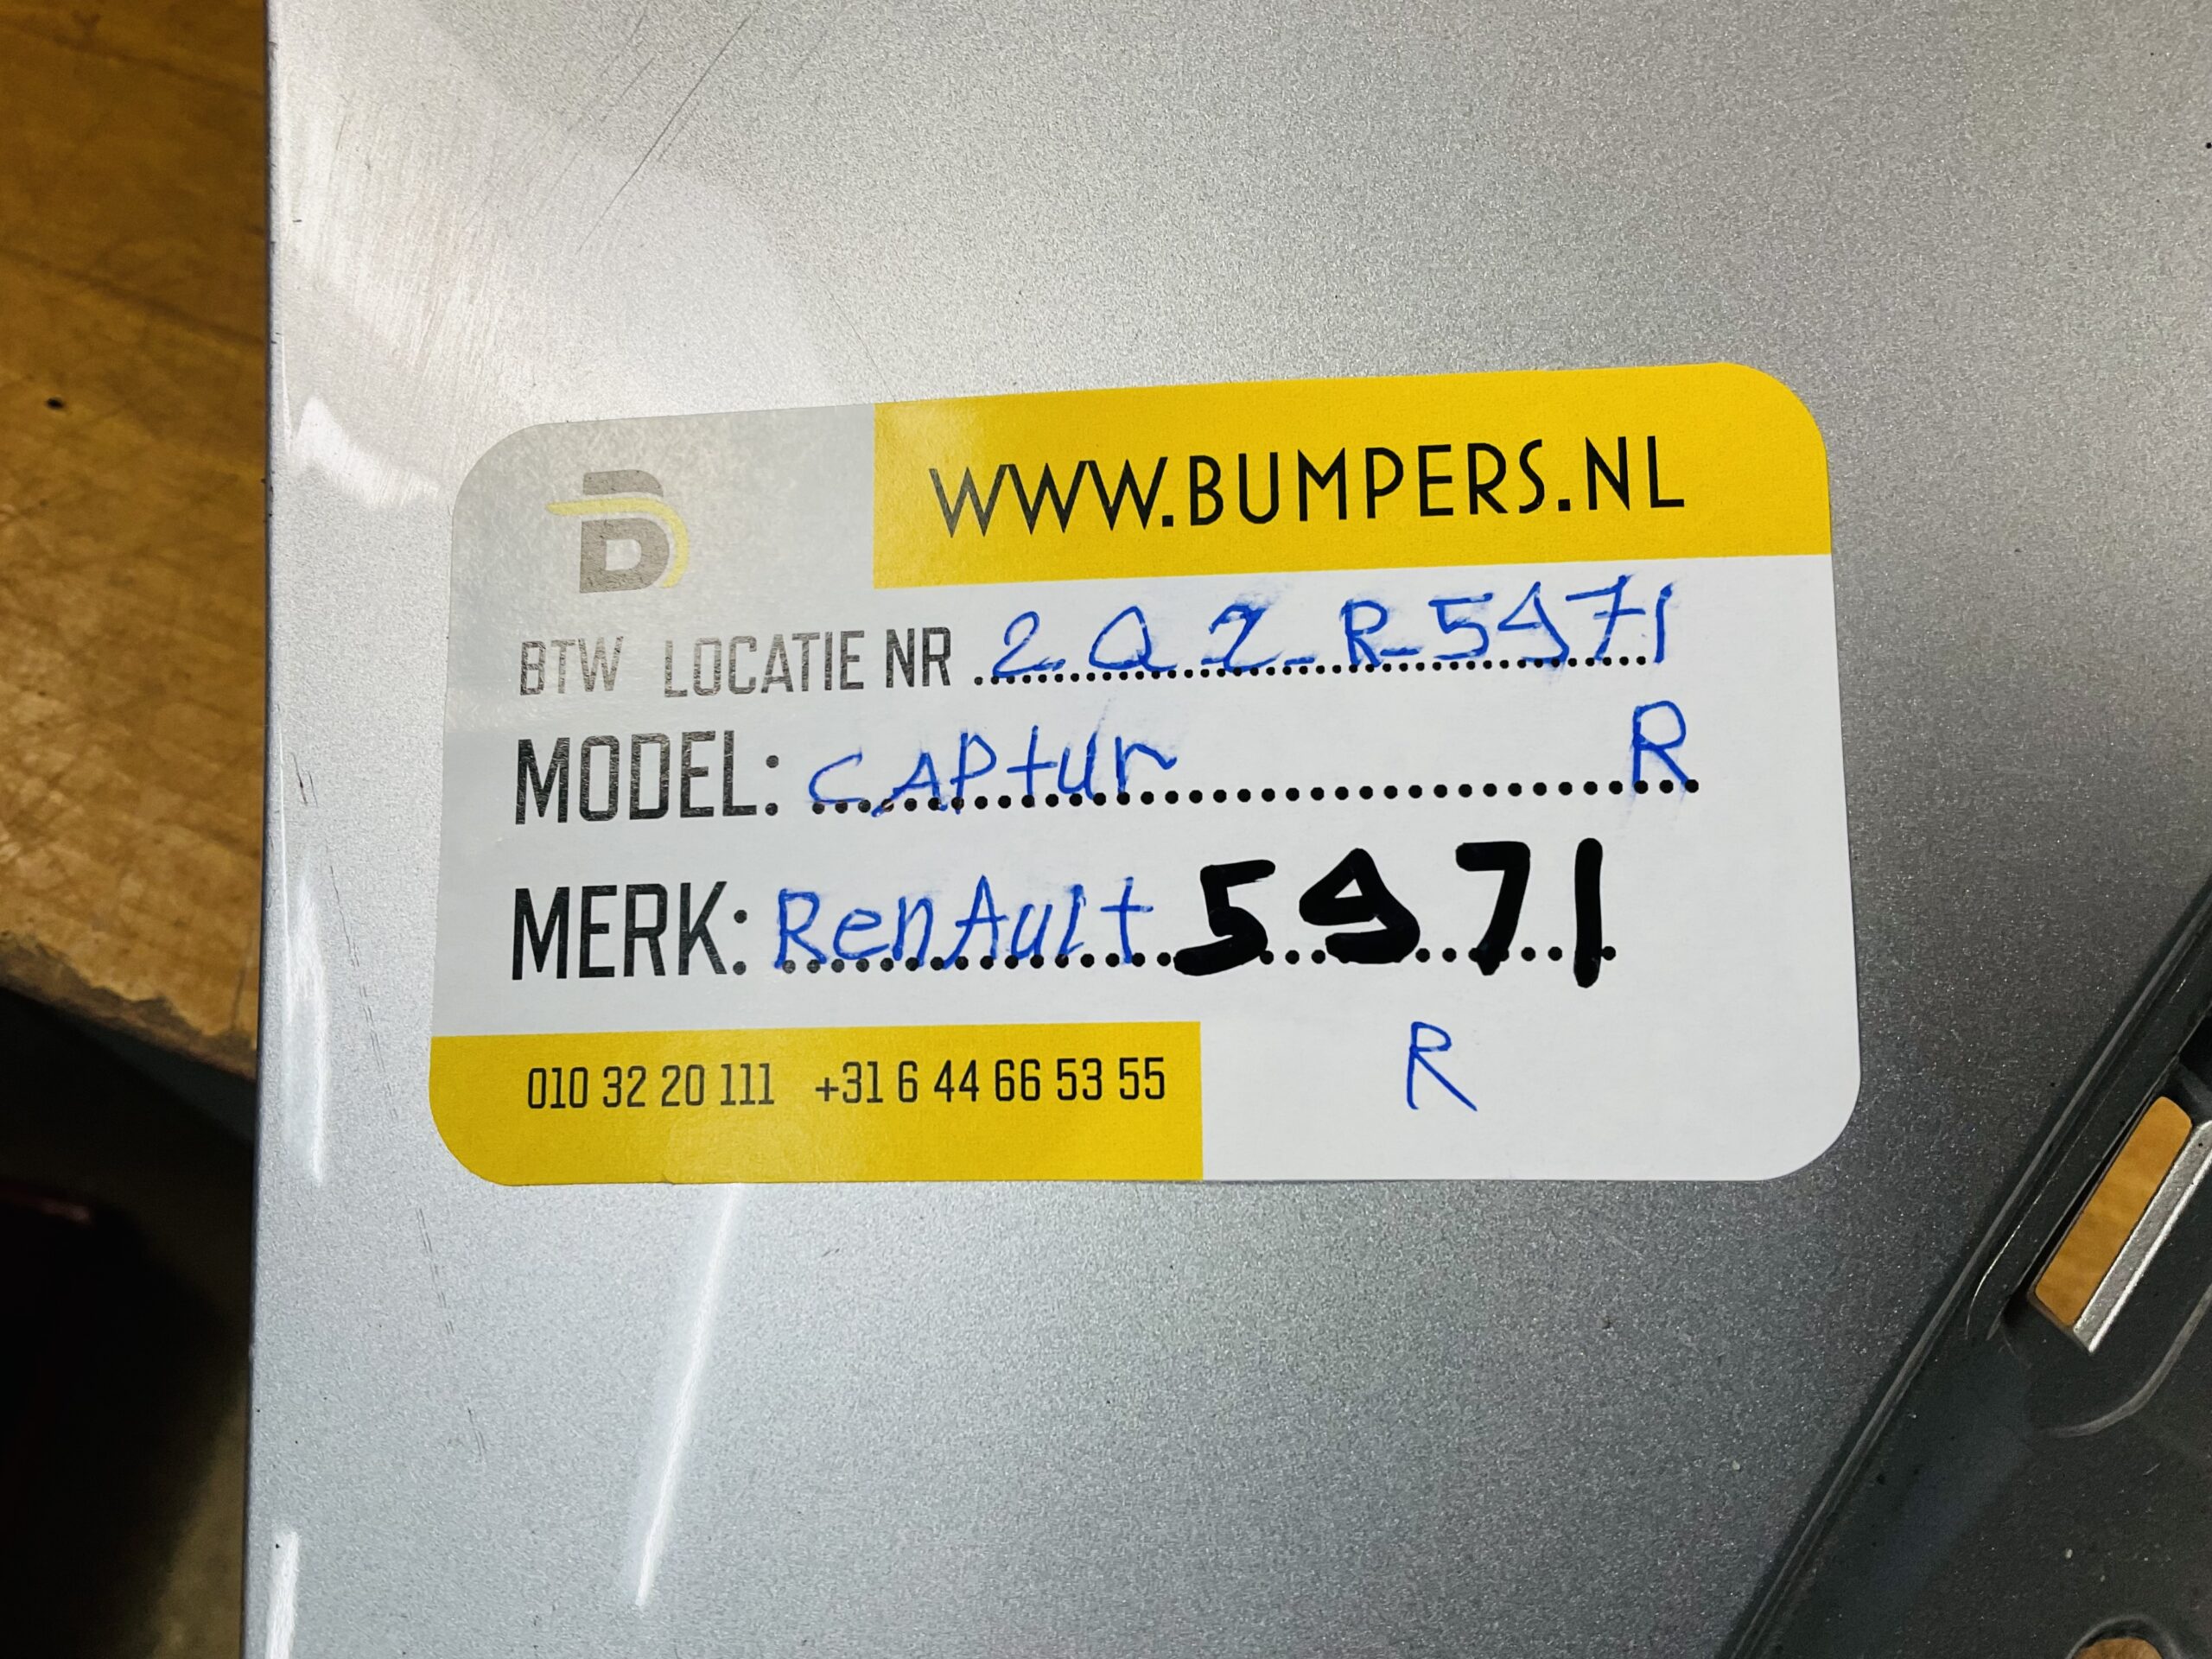 B
WWW.BUMPERS.NL
BTW LOCATIE NR 2-Q2-R-5971
MODEL: CAPtur R
MERK: RenAult 5971
010 32 20 111 +31 6 44 66 53 55 R